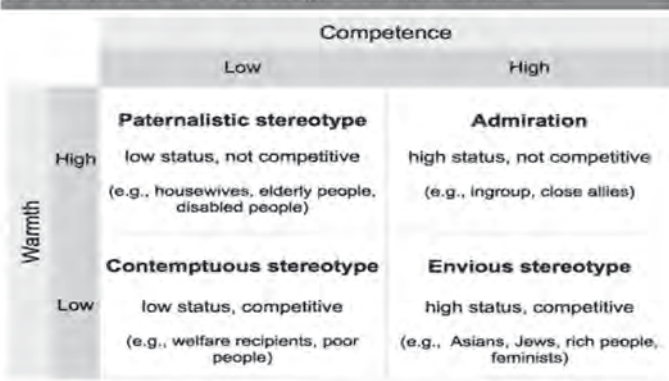 Competence
Low High
Paternalistic stereotype Admiration
High low status, not competitive high status, not competitive
(e.g., housewives, elderly people, (e.g., ingroup, close allies)
disabled people)
Warmth
Contemptuous stereotype Envious stereotype
Low low status, competitive high status, competitive
(e.g., welfare recipients, poor (e.g., Asians, Jews, rich people,
people) feminists)